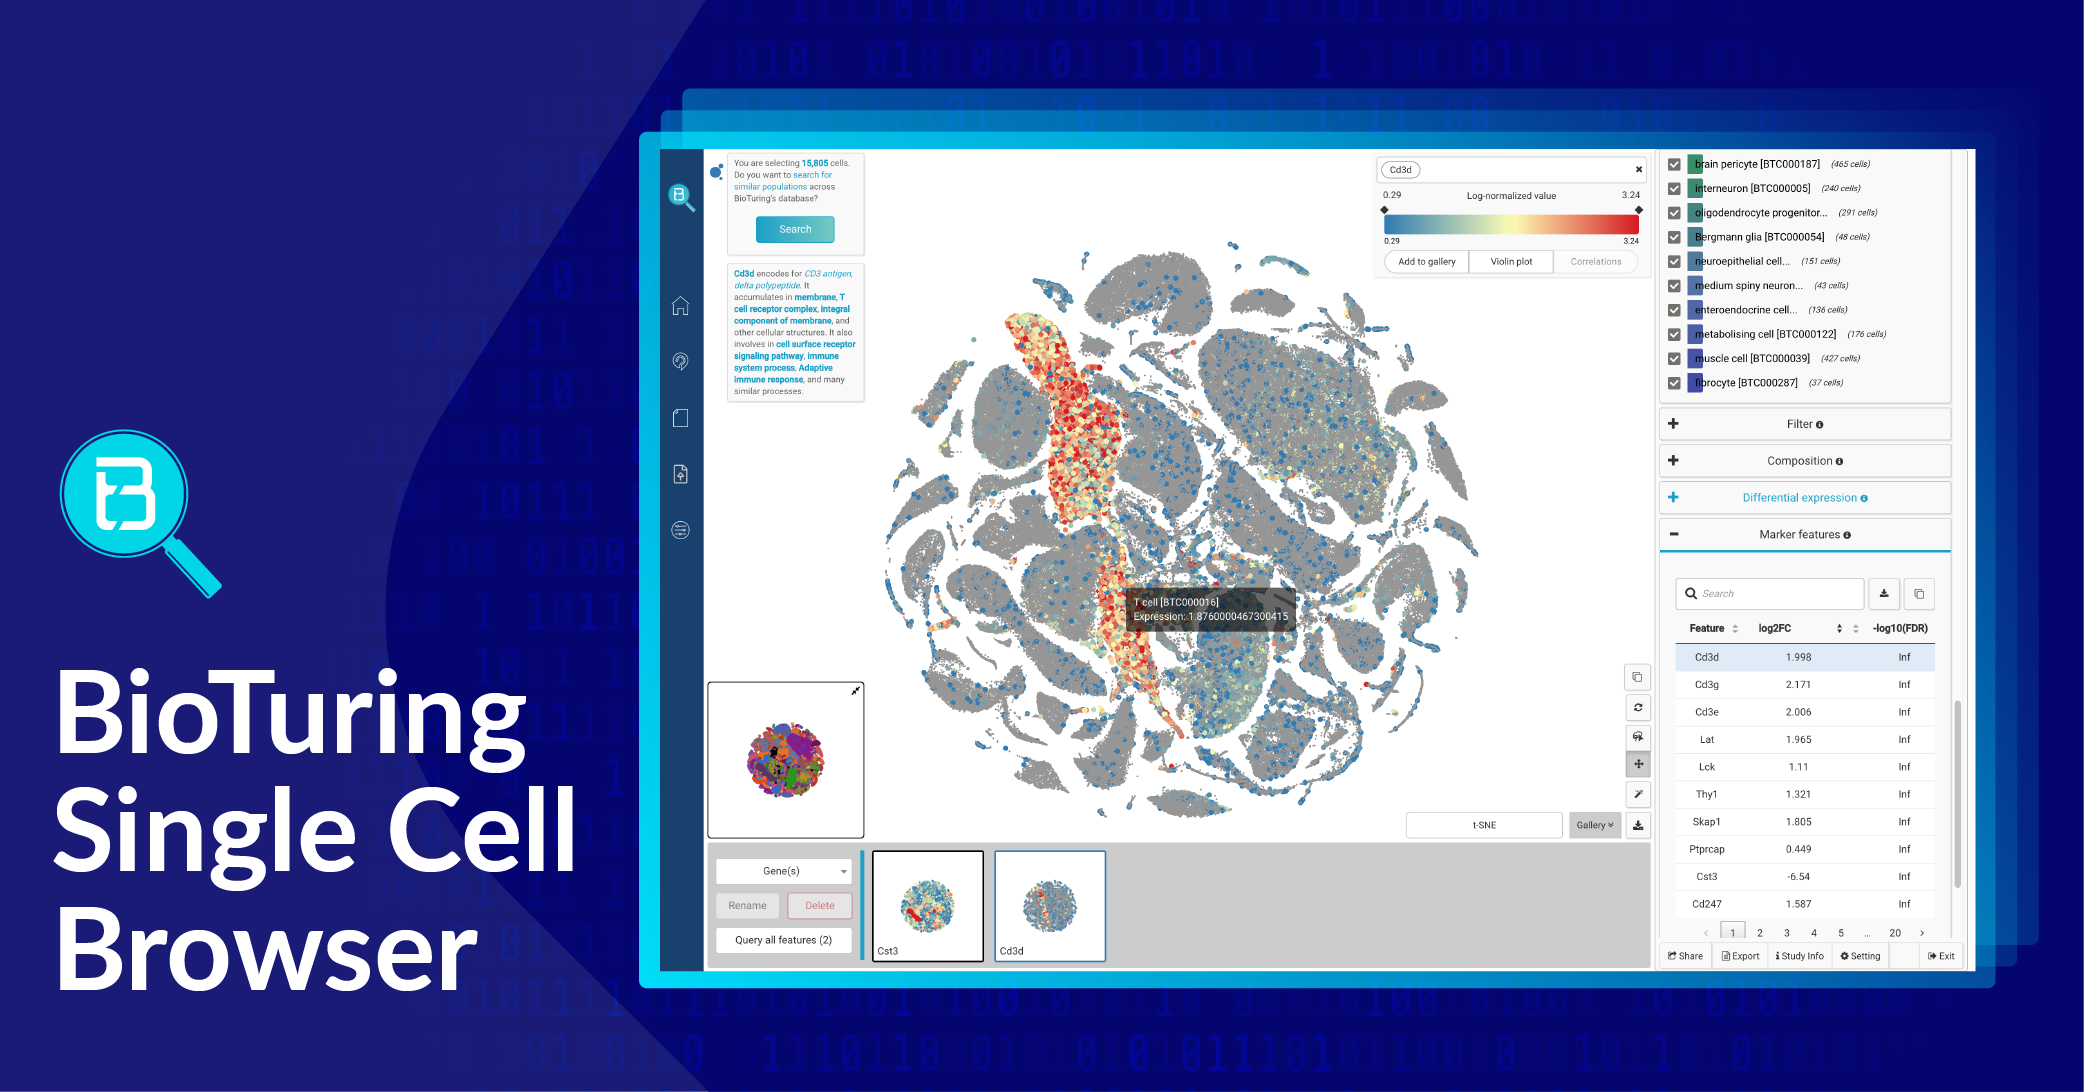 BioTuring
Single Cell
Browser
You are selecting 15,805 cells.
Do you want to search for
similar populations across
BioTuring's database?
Search
Cd3d encodes for CD3 antigen,
delta polypeptide. It
accumulates in membrane, T
cell receptor complex, integral
component of membrane, and
other cellular structures. It also
involves in cell surface receptor
signaling pathway, immune
system process, Adaptive
immune response, and many
similar processes.
Cd3d
0.29 Log-normalized value 3.24
0.29 3.24
Add to gallery Violin plot Correlations
T cell [BTC000016]
Expression: 1.8760000467300415
t-SNE Gallery
Gene(s)
Rename Delete
Query all features (2)
Cst3
Cd3d
brain pericyte [BTC000187] (465 cells)
interneuron [BTC000005] (240 cells)
oligodendrocyte progenitor... (291 cells)
Bergmann glia [BTC000054] (48 cells)
neuroepithelial cell... (151 cells)
medium spiny neuron... (43 cells)
enteroendocrine cell... (136 cells)
metabolising cell [BTC000122] (176 cells)
muscle cell [BTC000039] (427 cells)
fibrocyte [BTC000287] (37 cells)
Filter
Composition
Differential expression
Marker features
Search
Feature log2FC -log10(FDR)
Cd3d 1.998 Inf
Cd3g 2.171 Inf
Cd3e 2.006 Inf
Lat 1.965 Inf
Lck 1.11 Inf
Thy1 1.321 Inf
Skap1 1.805 Inf
Ptprcap 0.449 Inf
Cst3 -6.54 Inf
Cd247 1.587 Inf
‹ 1 2 3 4 5 ... 20 ›
Share Export Study Info Setting Exit